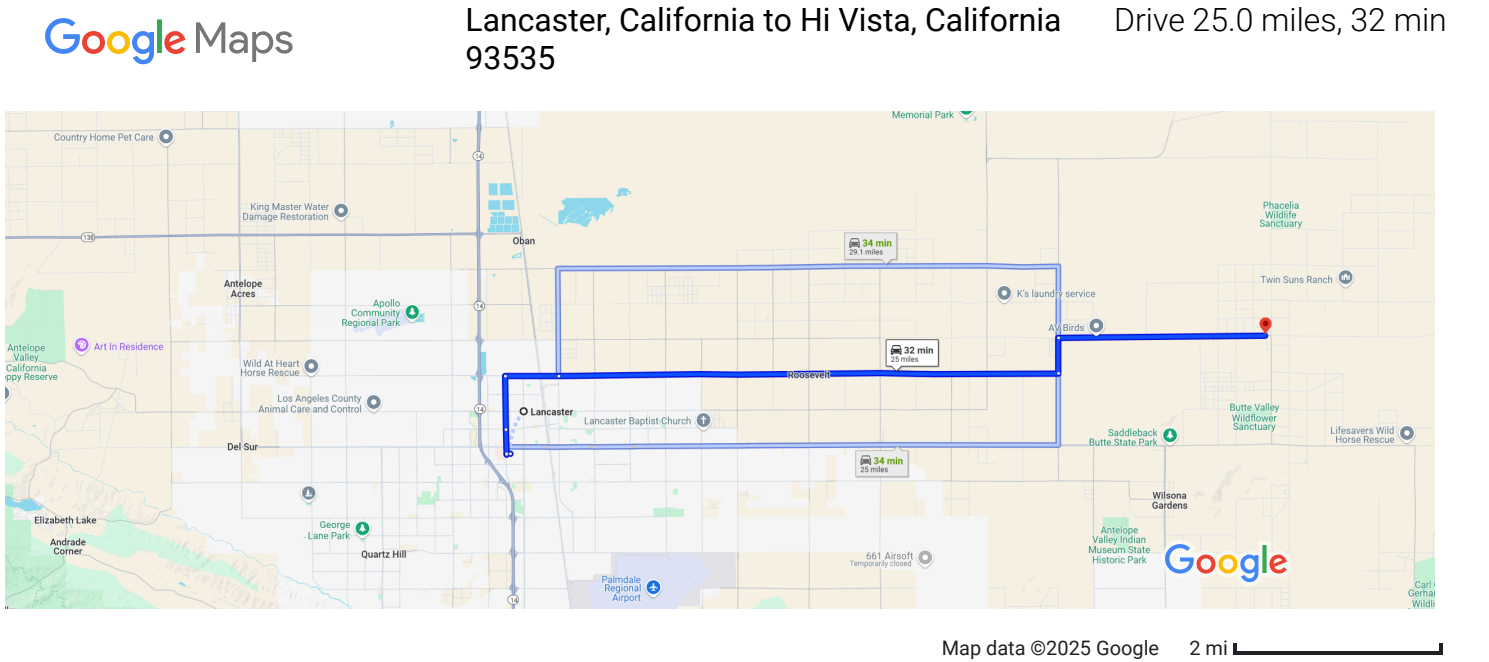 Google Maps
Lancaster, California to Hi Vista, California
93535
Drive 25.0 miles, 32 min
Memorial Park
Country Home Pet Care
14
King Master Water
Damage Restoration
Phacelia
Wildlife
Sanctuary
138
Oban
34 min
29.1 miles
Antelope
Acres
Twin Suns Ranch
K's laundry service
Apollo
Community
Regional Park
14
AV Birds
Art In Residence
Antelope
Valley
California
oppy Reserve
32 min
25 miles
Roosevelt
Wild At Heart
Horse Rescue
Los Angeles County
Animal Care and Control
14
Lancaster
Lancaster Baptist Church
Butte Valley
Wildflower
Sanctuary
Saddleback
Butte State Park
Lifesavers Wild
Horse Rescue
Del Sur
34 min
25 miles
Wilsona
Gardens
Elizabeth Lake
George
Lane Park
Andrade
Corner
Quartz Hill
Antelope
Valley Indian
Museum State
Historic Park
661 Airsoft
Temporarily closed
Google
Palmdale
Regional
Airport
14
Carl
Gerhar
Wildli
Map data ©2025 Google
2 mi